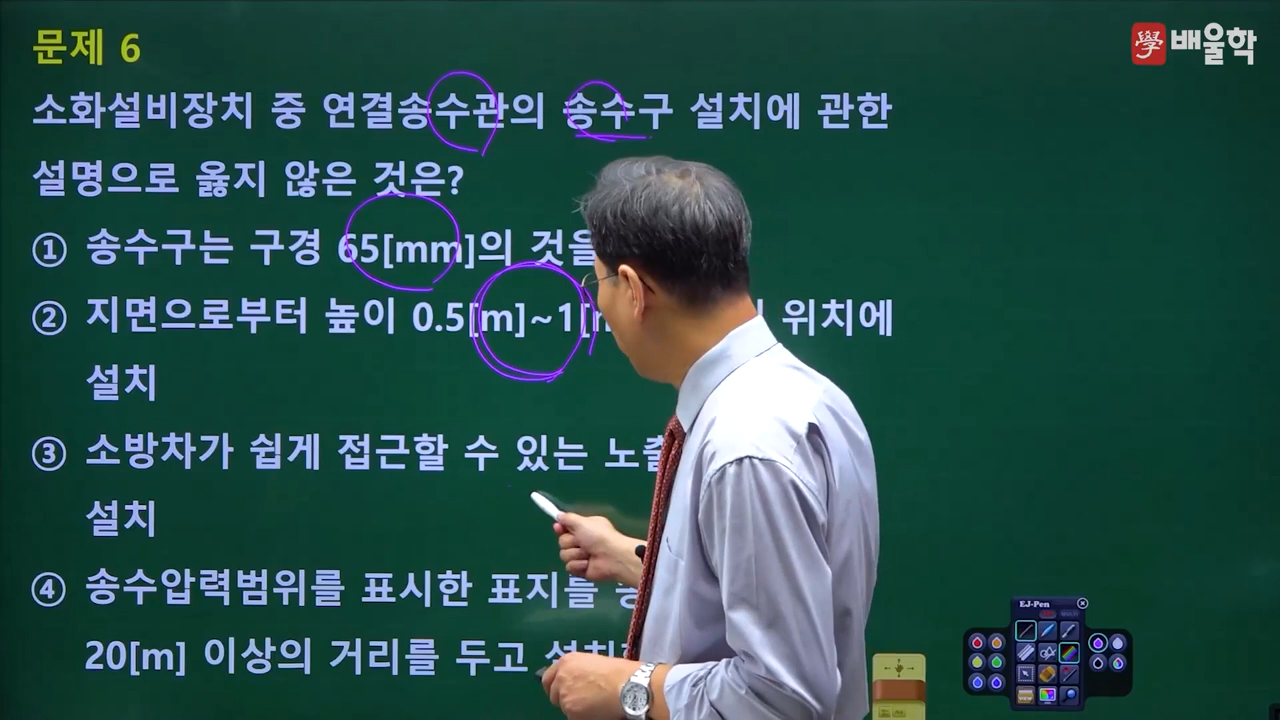 문제 6
學 배울학
소화설비장치 중 연결송수관의 송수구 설치에 관한
설명으로 옳지 않은 것은?
① 송수구는 구경 65[mm]의 것을
② 지면으로부터 높이 0.5[m]~1 위치에
설치
③ 소방차가 쉽게 접근할 수 있는
설치
④ 송수압력범위를 표시한 표지를
20[m] 이상의 거리를 두고
EJ-Pen